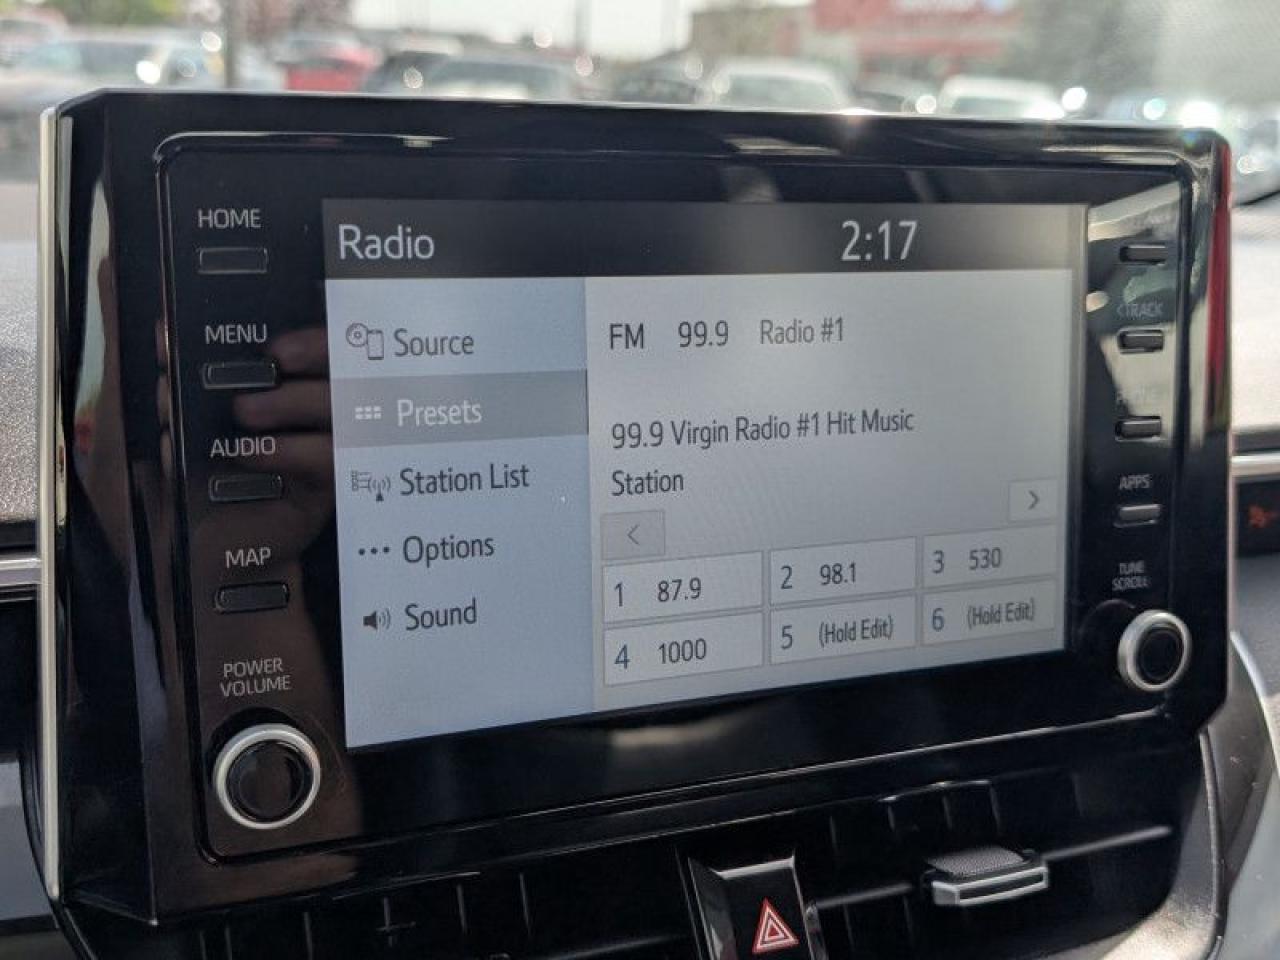 HOME
MENU
AUDIO
MAP
POWER
VOLUME
Radio
2:17
Source
Presets
Station List
Options
Sound
FM 99.9 Radio #1
99.9 Virgin Radio #1 Hit Music
Station
<
>
1 87.9
2 98.1
3 530
4 1000
5 (Hold Edit)
6 (Hold Edit)
TRACK
APPS
TUNE
SCROLL